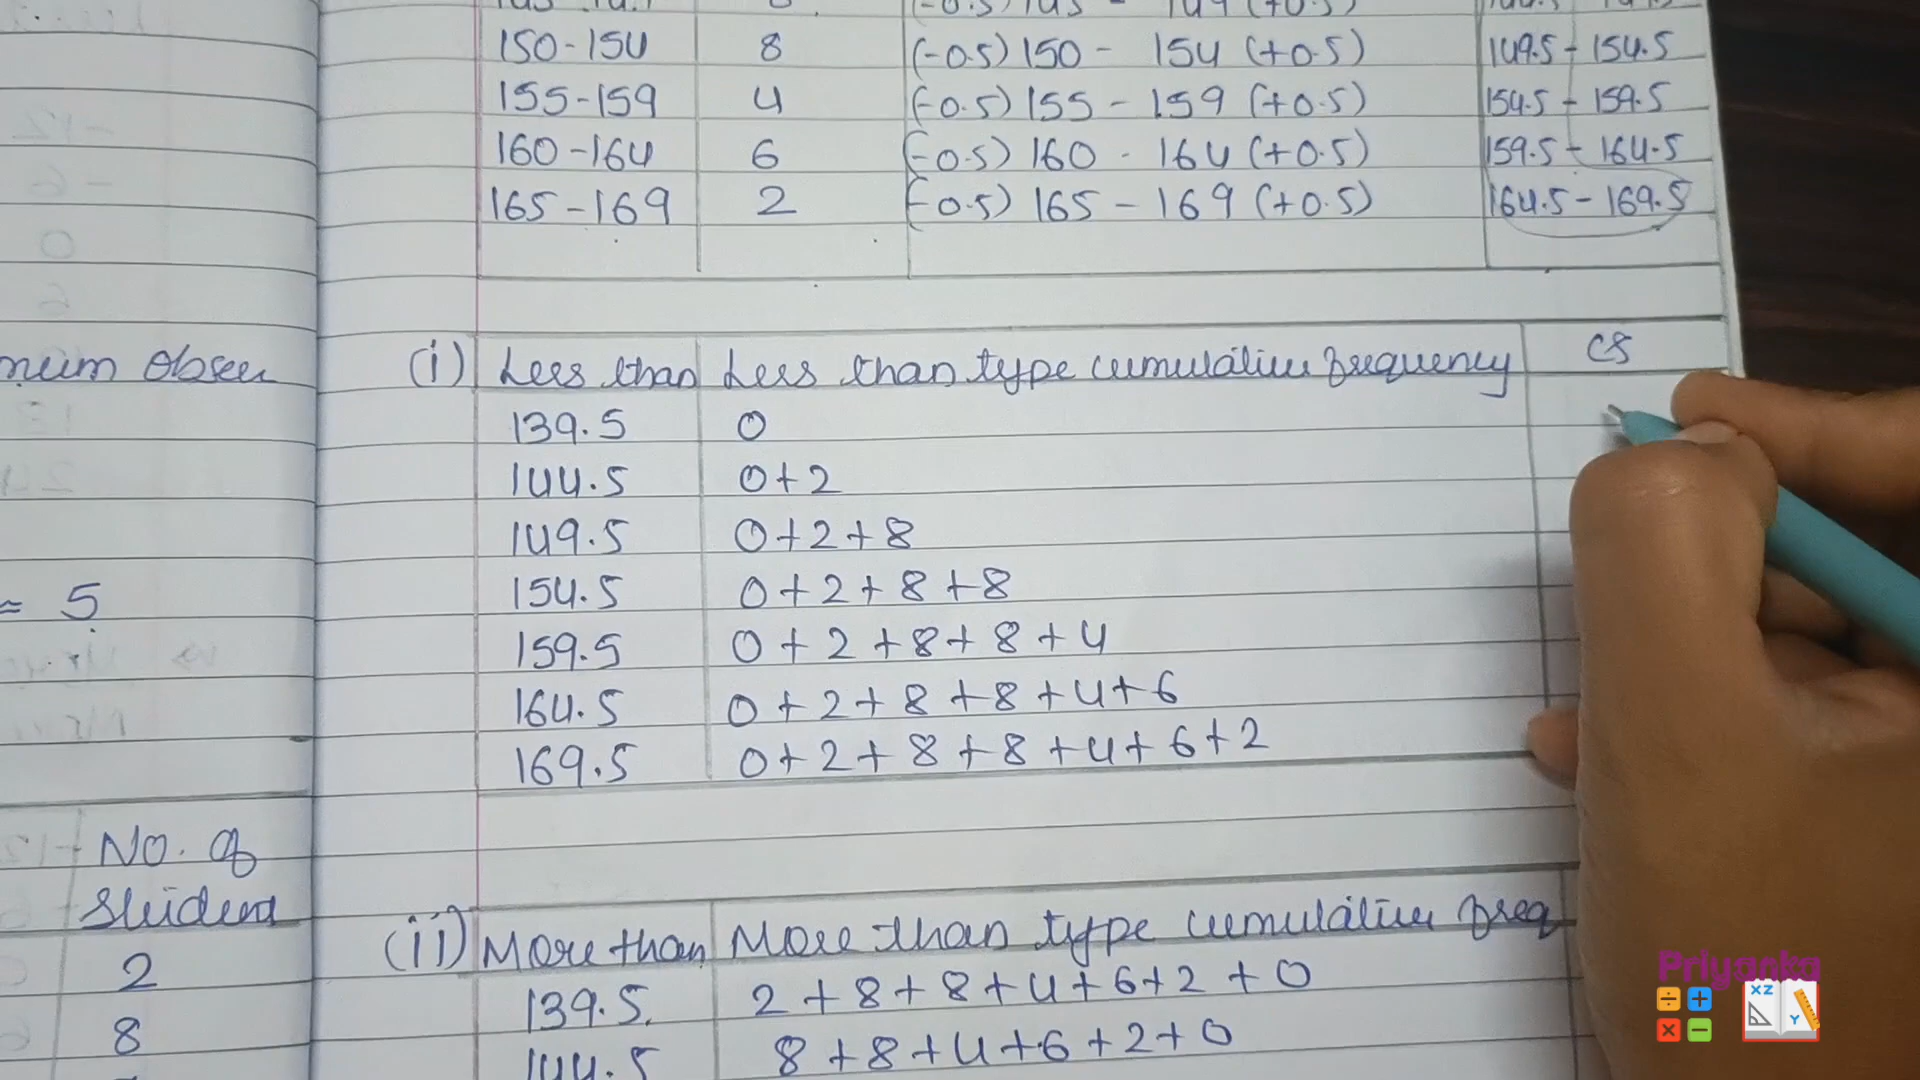 150-154 8 (-0.5) 150 - 154 (+0.5) 149.5 - 154.5
155-159 4 (-0.5) 155 - 159 (+0.5) 154.5 - 159.5
160-164 6 (-0.5) 160 - 164 (+0.5) 159.5 - 164.5
165-169 2 (-0.5) 165 - 169 (+0.5) 164.5 - 169.5
(i) Less than Less than type cumulative frequency cf
139.5 0
144.5 0+2
149.5 0+2+8
154.5 0+2+8+8
159.5 0+2+8+8+4
164.5 0+2+8+8+4+6
169.5 0+2+8+8+4+6+2
(ii) More than More than type cumulative freq
139.5 2+8+8+4+6+2+0
144.5 8+8+4+6+2+0
≈ 5
No. of
Student
2
8
Priyanka
XZ
Y